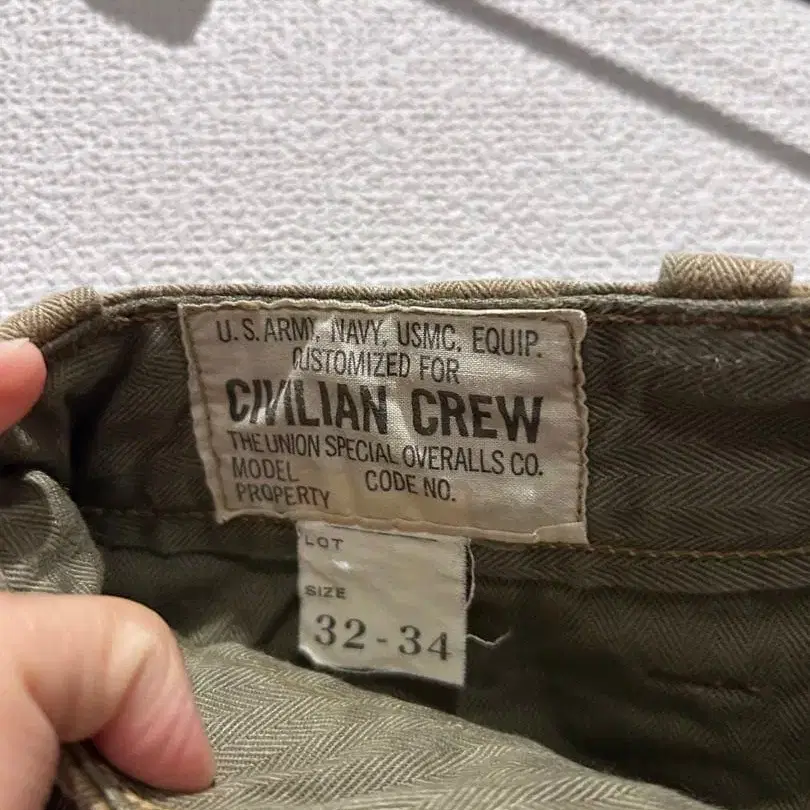 U.S. ARMY, NAVY, USMC, EQUIP.
CUSTOMIZED FOR
CIVILIAN CREW
THE UNION SPECIAL OVERALLS CO.
MODEL CODE NO.
PROPERTY
LOT
SIZE
32-34